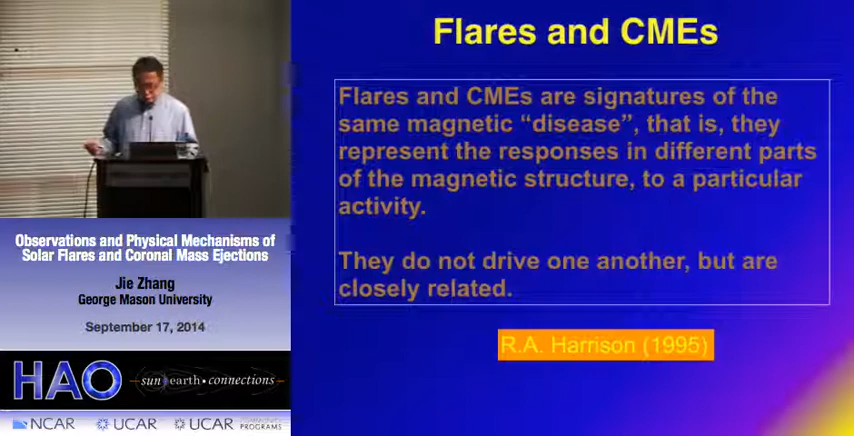 Flares and CMEs
Flares and CMEs are signatures of the
same magnetic “disease”, that is, they
represent the responses in different parts
of the magnetic structure, to a particular
activity.
They do not drive one another, but are
closely related.
R.A. Harrison (1995)
Observations and Physical Mechanisms of
Solar Flares and Coronal Mass Ejections
Jie Zhang
George Mason University
September 17, 2014
HAO
sun earth connections
NCAR
UCAR
UCAR
PROGRAMS